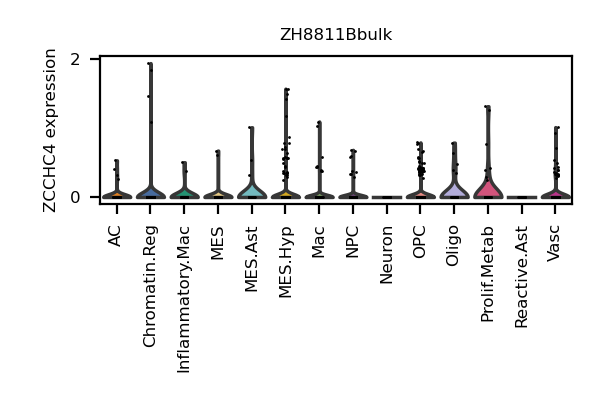 ZH8811Bbulk
ZCCHC4 expression
2
0
AC
Chromatin.Reg
Inflammatory.Mac
MES
MES.Ast
MES.Hyp
Mac
NPC
Neuron
OPC
Oligo
Prolif.Metab
Reactive.Ast
Vasc